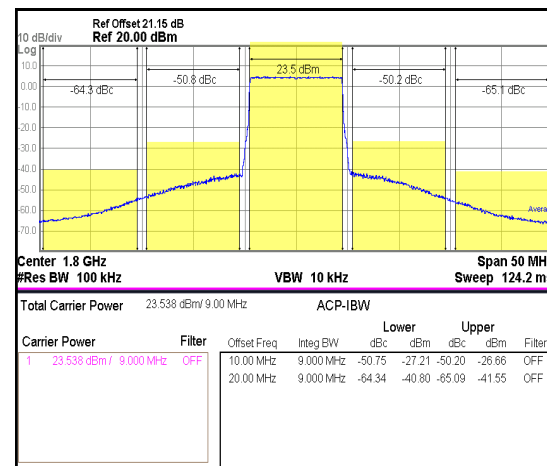 Ref Offset 21.15 dB
10 dB/div Ref 20.00 dBm
Log
10.0
0.00
-10.0
-20.0
-30.0
-40.0
-50.0
-60.0
-70.0
-64.3 dBc -50.8 dBc 23.5 dBm -50.2 dBc -65.1 dBc
Avera
Center 1.8 GHz Span 50 MH
#Res BW 100 kHz VBW 10 kHz Sweep 124.2 m
Total Carrier Power 23.538 dBm/ 9.00 MHz ACP-IBW
Lower Upper
Carrier Power Filter Offset Freq Integ BW dBc dBm dBc dBm Filter
1 23.538 dBm / 9.000 MHz OFF 10.00 MHz 9.000 MHz -50.75 -27.21 -50.20 -26.66 OFF
20.00 MHz 9.000 MHz -64.34 -40.80 -65.09 -41.55 OFF